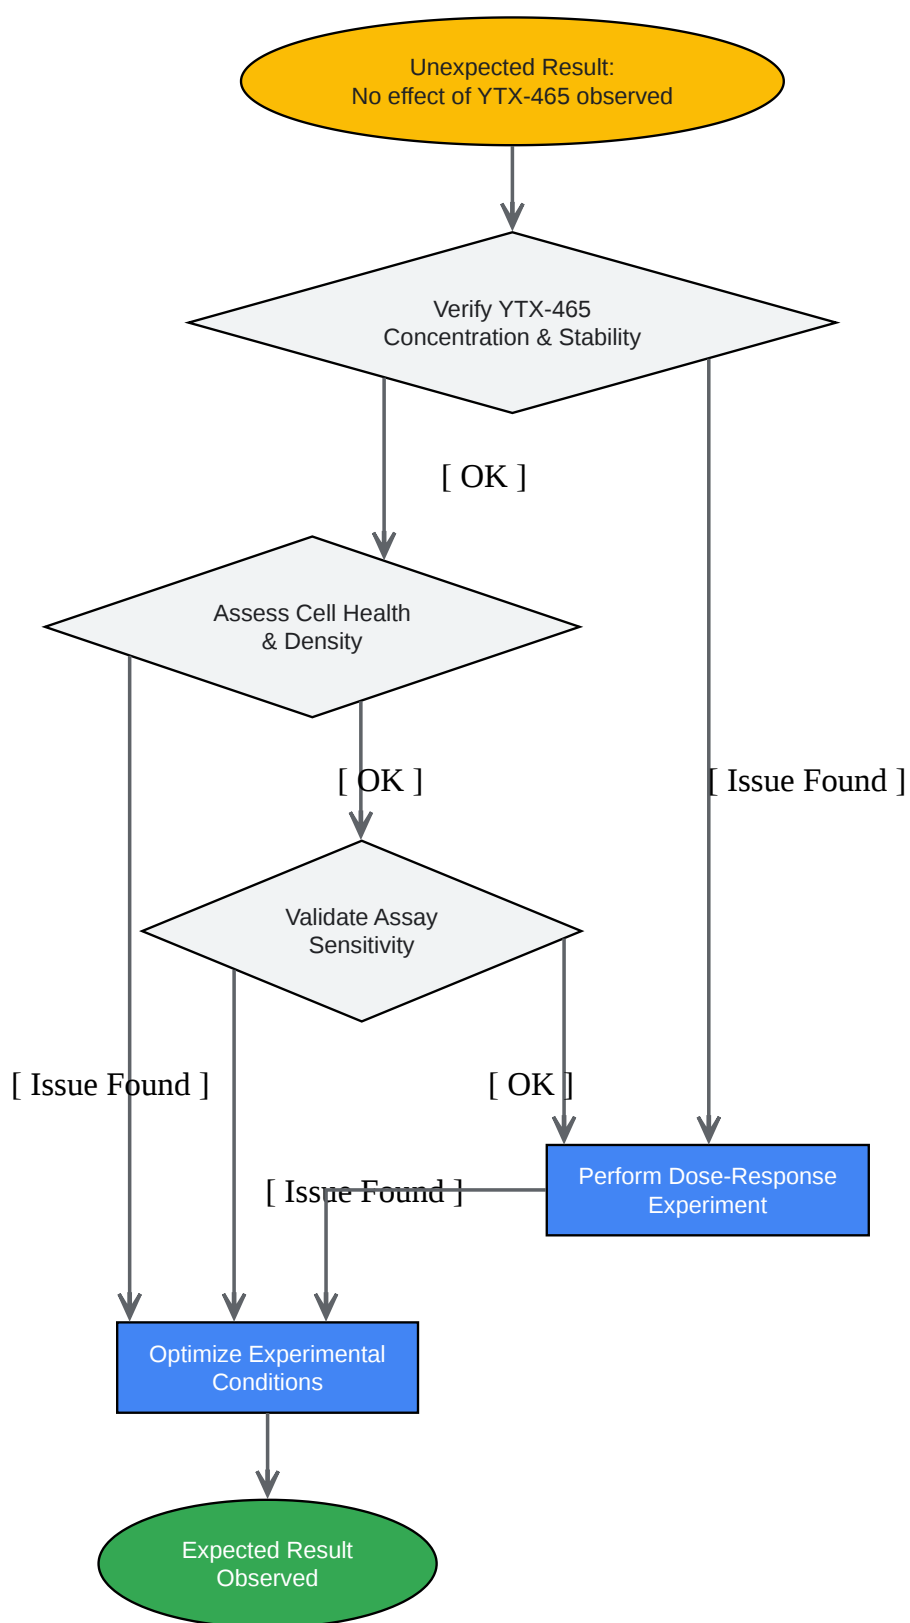 Unexpected Result:
No effect of YTX-465 observed
Verify YTX-465
Concentration & Stability
[ OK ]
Assess Cell Health
& Density
[ OK ]
[ Issue Found ]
Validate Assay
Sensitivity
[ Issue Found ]
[ OK ]
Perform Dose-Response
Experiment
[ Issue Found ]
Optimize Experimental
Conditions
Expected Result
Observed